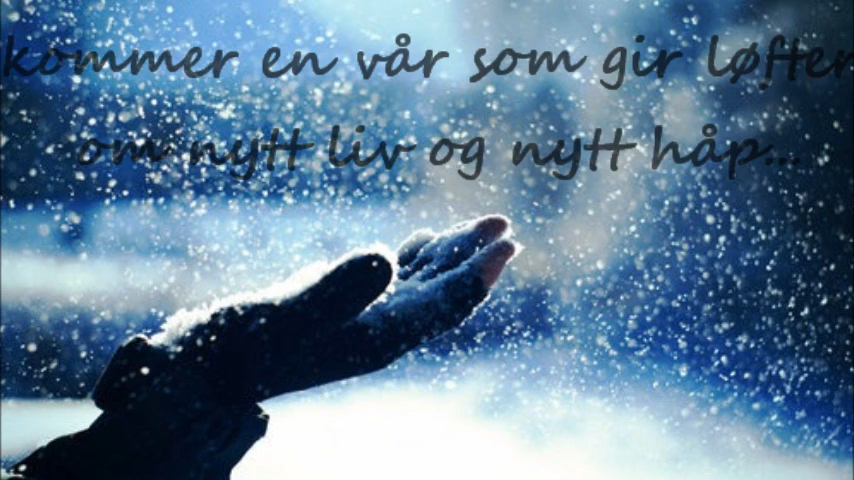 kommer en vår som gir løfter
om nytt liv og nytt håp...